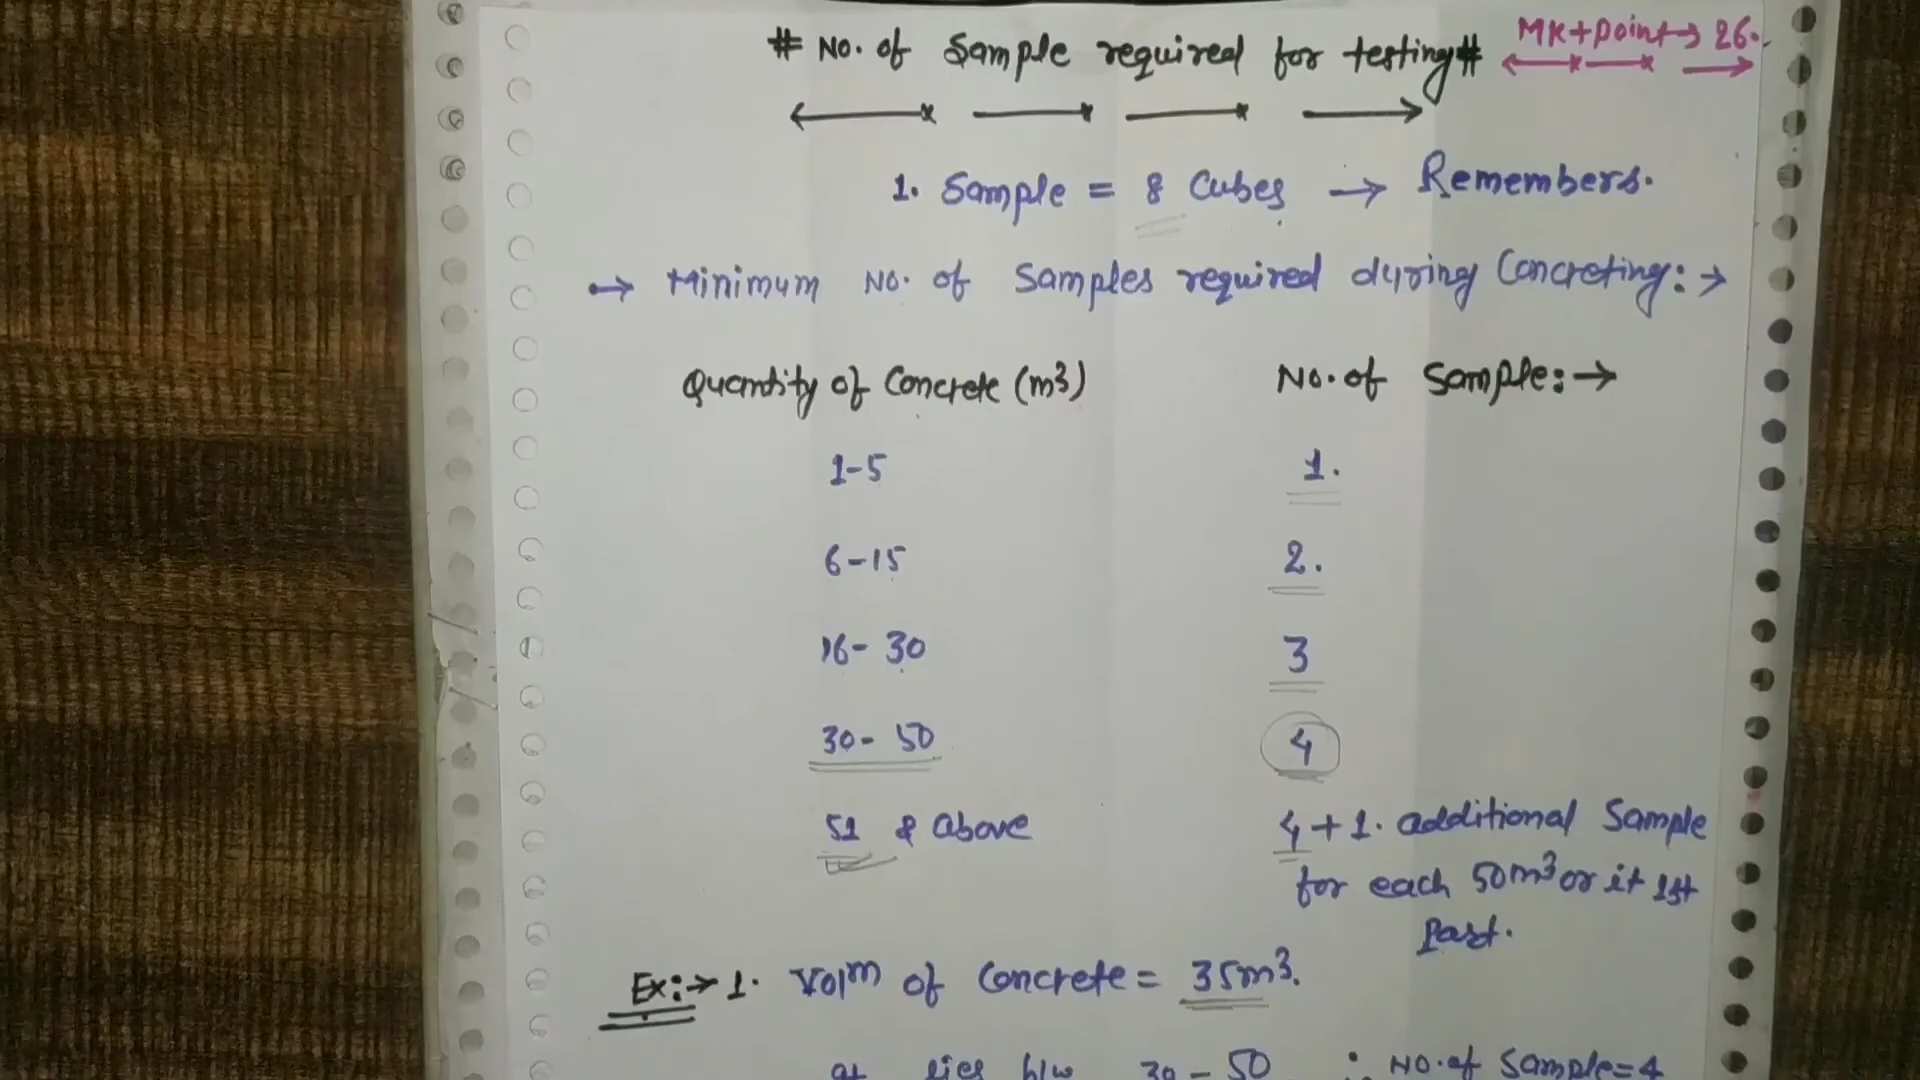 # No. of Sample required for testing# MK+Point→ 26.
1. Sample = 8 Cubes → Remembers.
→ Minimum No. of Samples required during Concreting:→
Quantity of Concrete (m³) No. of Sample:→
1-5 1.
6-15 2.
16- 30 3
30- 50 4
51 & above 4+1. additional Sample
for each 50m³ or it 1st
Part.
Ex:→ 1. Volm of Concrete = 35m³.
lies b/w 30 - 50 ∴ No. of Sample=4